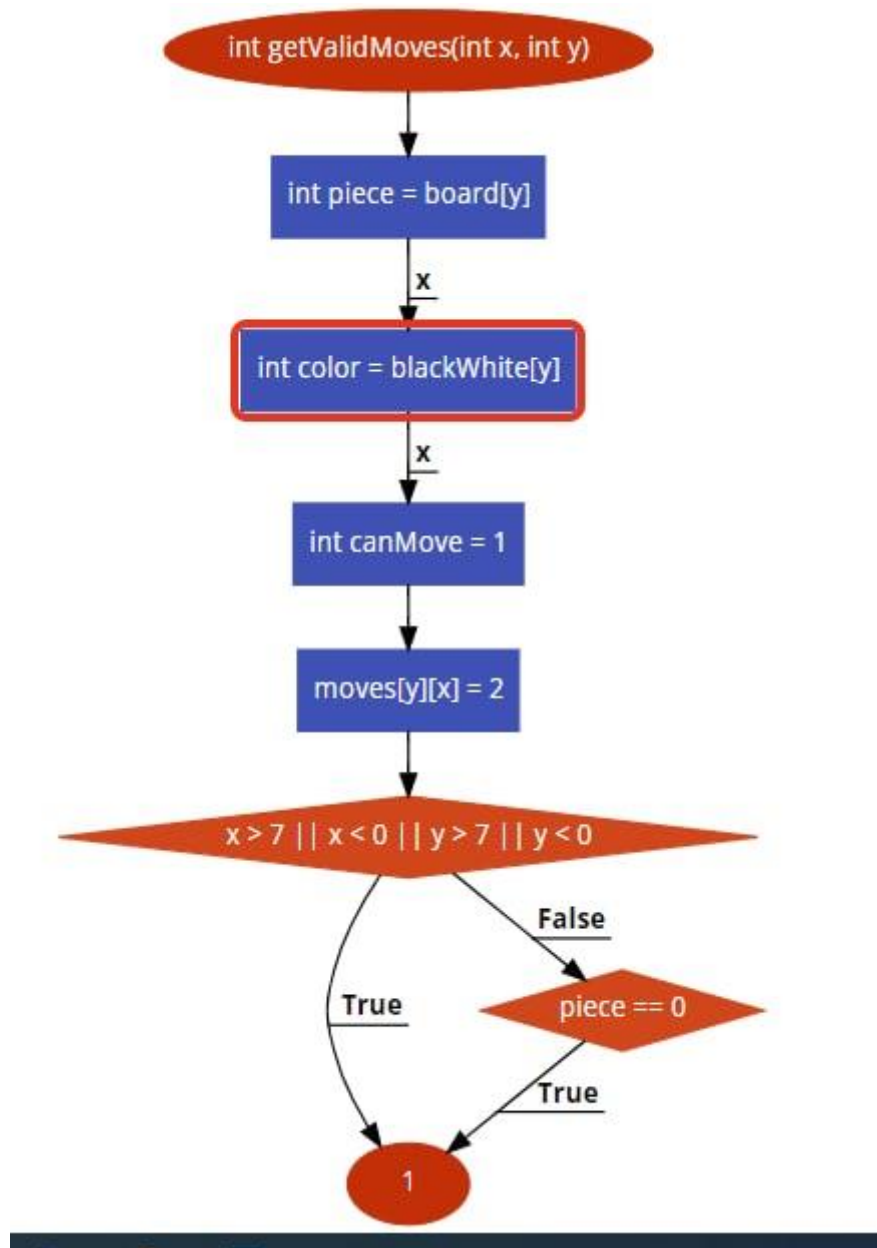 int getValidMoves(int x, int y)
int piece = board[y]
x
int color = blackWhite[y]
x
int canMove = 1
moves[y][x] = 2
x > 7 || x < 0 || y > 7 || y < 0
False
True
piece == 0
True
1